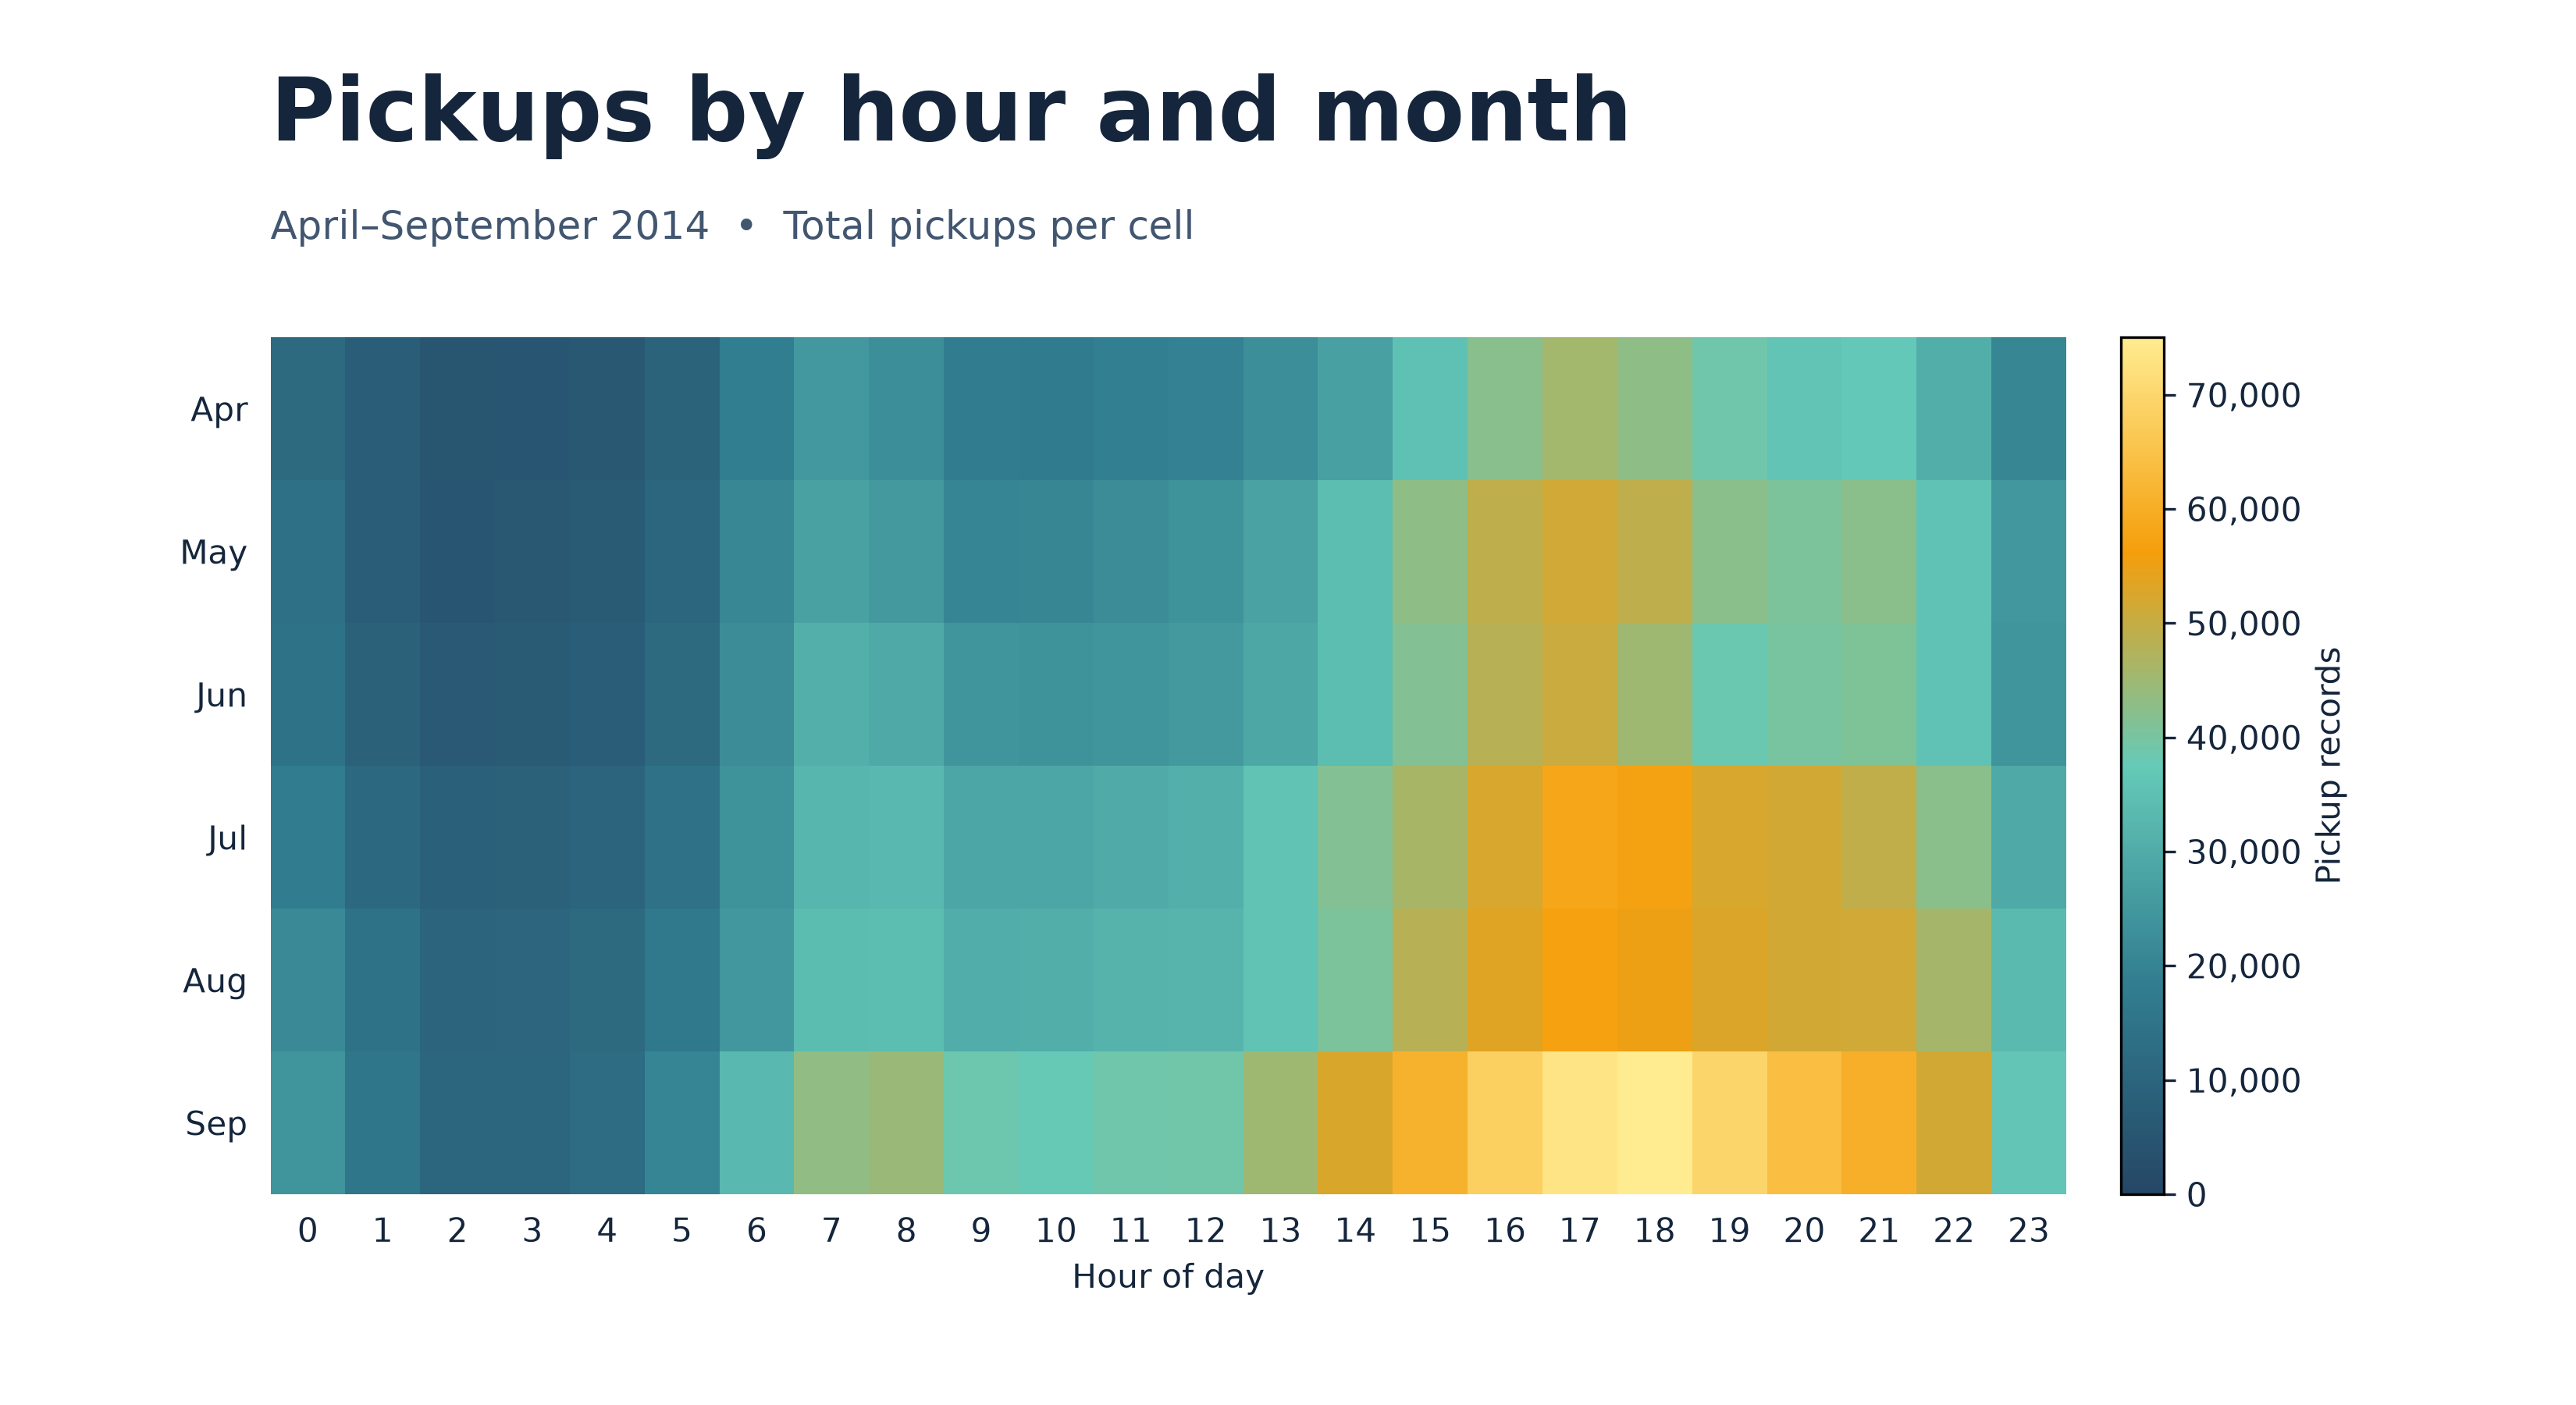 Pickups by hour and month
April–September 2014 • Total pickups per cell
Apr
May
Jun
Jul
Aug
Sep
0 1 2 3 4 5 6 7 8 9 10 11 12 13 14 15 16 17 18 19 20 21 22 23
Hour of day
70,000
60,000
50,000
40,000
30,000
20,000
10,000
0
Pickup records